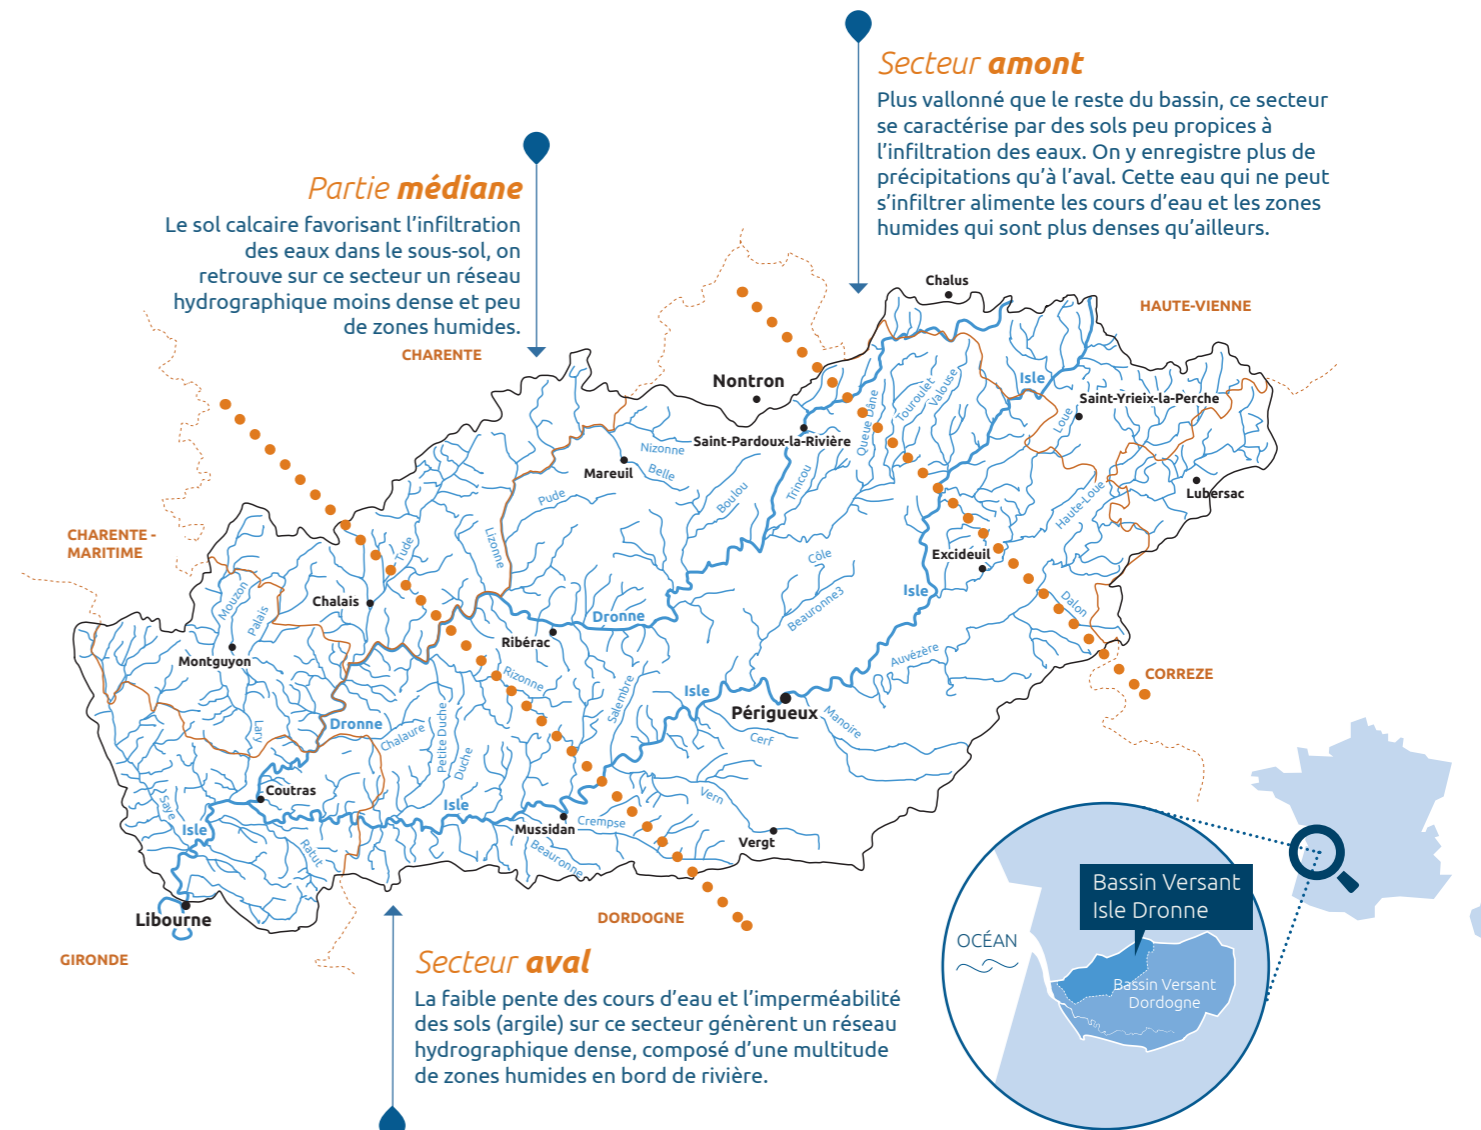 Secteur amont
Plus vallonné que le reste du bassin, ce secteur
se caractérise par des sols peu propices à
l'infiltration des eaux. On y enregistre plus de
précipitations qu'à l'aval. Cette eau qui ne peut
s'infiltrer alimente les cours d'eau et les zones
humides qui sont plus denses qu'ailleurs.
Partie médiane
Le sol calcaire favorisant l'infiltration
des eaux dans le sous-sol, on
retrouve sur ce secteur un réseau
hydrographique moins dense et peu
de zones humides.
CHARENTE
HAUTE-VIENNE
Chalus
Nontron
Isle
Saint-Yrieix-la-Perche
Saint-Pardoux-la-Rivière
Queue Dâne
Touroulet
Valouse
Loue
Nizonne
Mareuil
Belle
Pude
Boulou
Trincou
Haute-Loue
Lubersac
CHARENTE -
MARITIME
Tude
Lizonne
Excideuil
Côle
Mouzon
Palais
Chalais
Isle
Beauronne3
Dalon
Dronne
Ribérac
Montguyon
Auvézère
CORREZE
Rizonne
Salembre
Isle
Périgueux
Manoire
Cerf
Lary
Dronne
Chalaure
Petite Duche
Duche
Coutras
Saye
Isle
Isle
Mussidan
Crempse
Vern
Vergt
Beauronne
Ratut
Libourne
DORDOGNE
GIRONDE
Secteur aval
La faible pente des cours d'eau et l'imperméabilité
des sols (argile) sur ce secteur génèrent un réseau
hydrographique dense, composé d'une multitude
de zones humides en bord de rivière.
Bassin Versant
Isle Dronne
OCÉAN
Bassin Versant
Dordogne